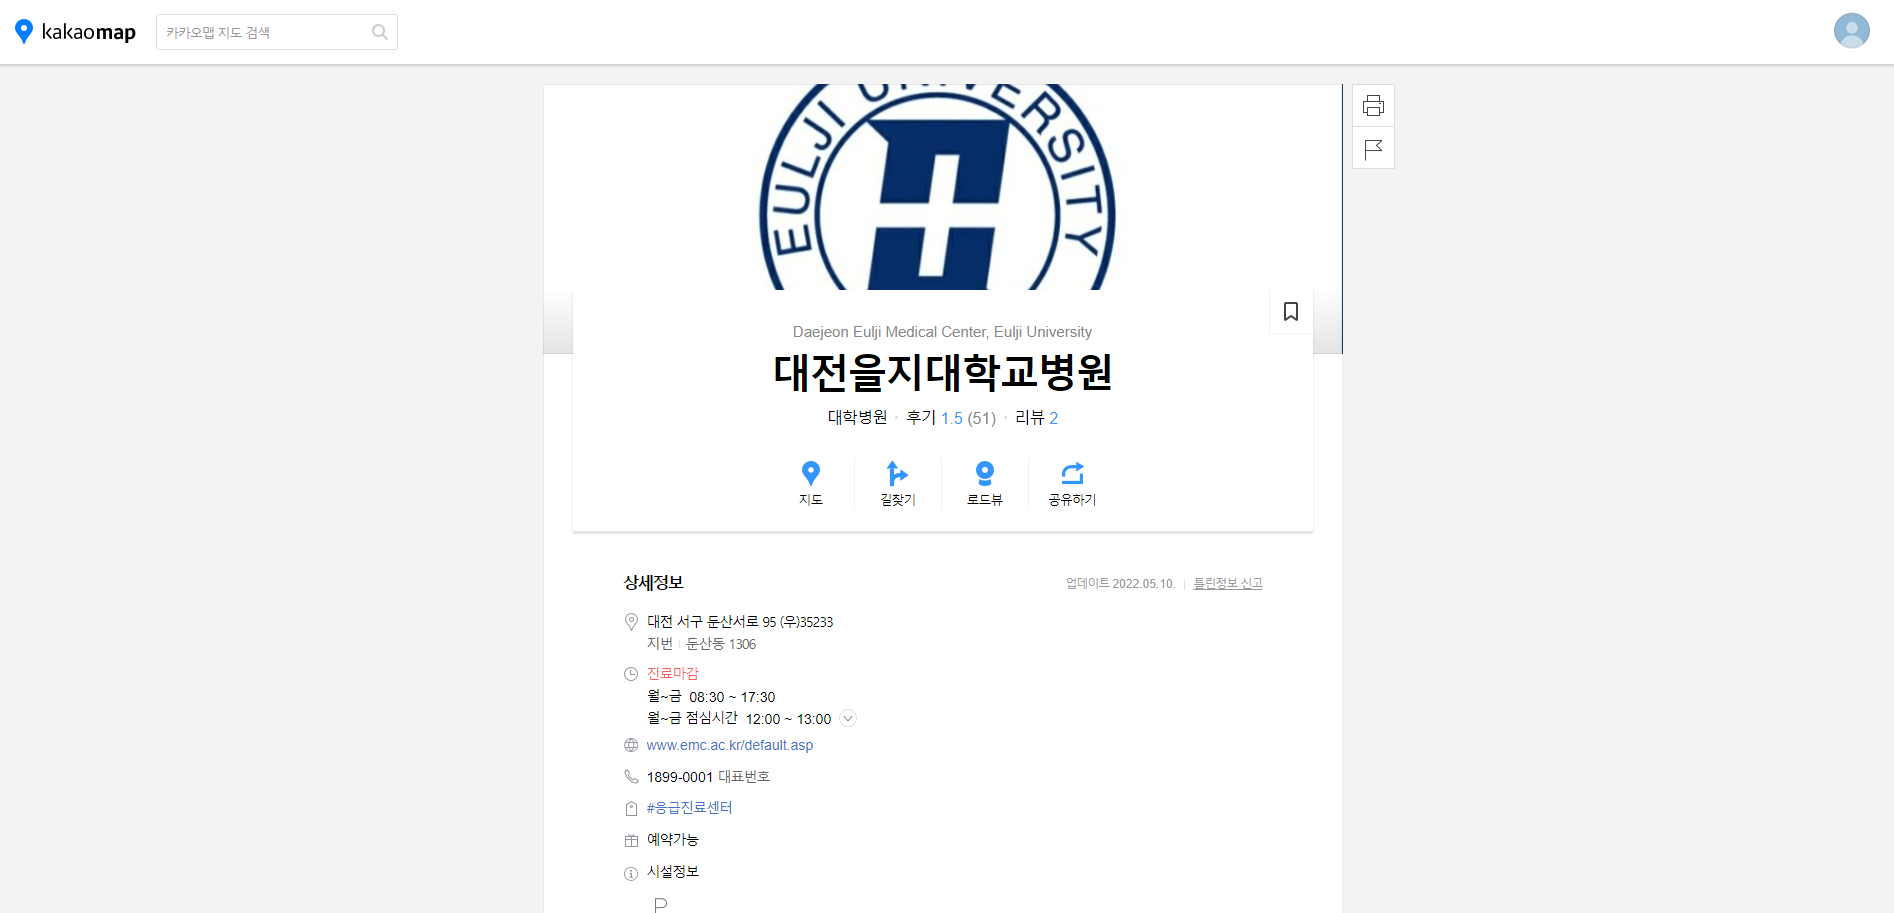 kakaomap
카카오맵 지도 검색
EULJI UNIVERSITY
Daejeon Eulji Medical Center, Eulji University
대전을지대학교병원
대학병원 · 후기 1.5 (51) · 리뷰 2
지도 길찾기 로드뷰 공유하기
상세정보 업데이트 2022.05.10. 틀린정보 신고
대전 서구 둔산서로 95 (우)35233
지번 둔산동 1306
진료마감
월~금 08:30 ~ 17:30
월~금 점심시간 12:00 ~ 13:00
www.emc.ac.kr/default.asp
1899-0001 대표번호
#응급진료센터
예약가능
시설정보
P